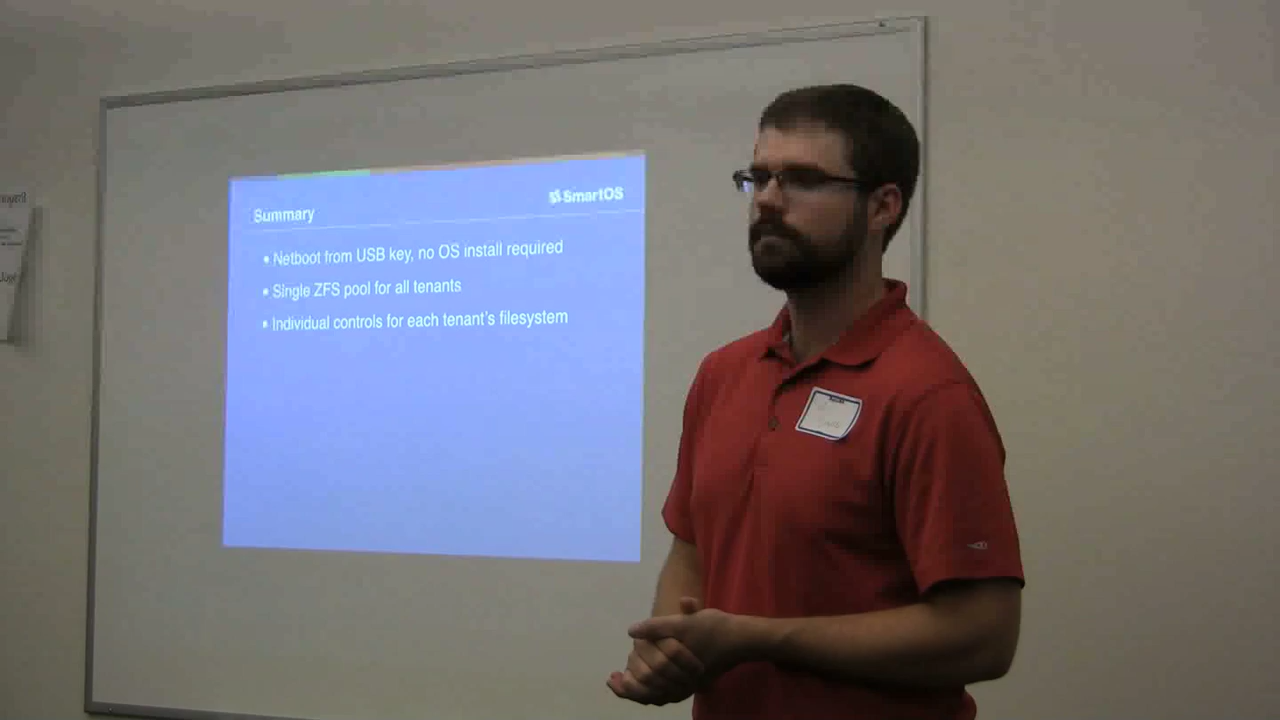 SmartOS
Summary
• Netboot from USB key, no OS install required
• Single ZFS pool for all tenants
• Individual controls for each tenant's filesystem